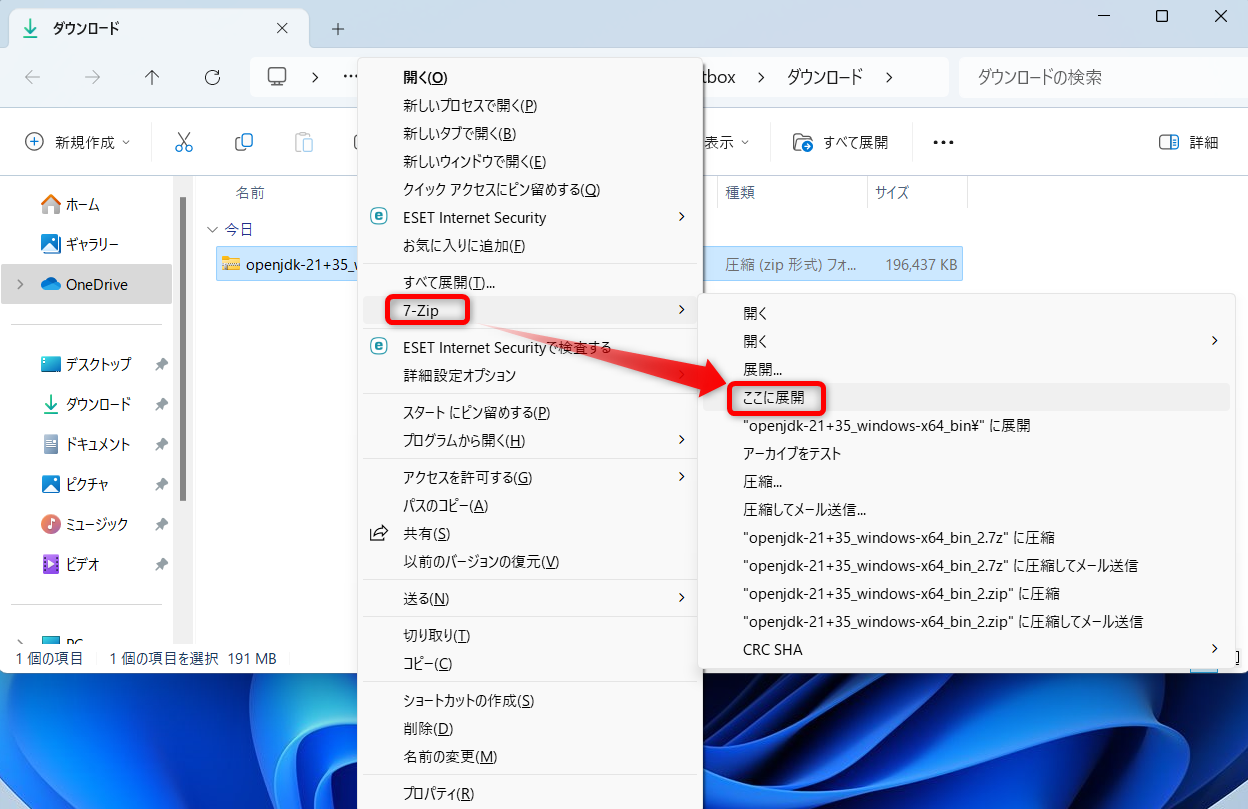 ダウンロード
tbox > ダウンロード >
ダウンロードの検索
新規作成
表示
すべて展開
詳細
ホーム
ギャラリー
OneDrive
デスクトップ
ダウンロード
ドキュメント
ピクチャ
ミュージック
ビデオ
PC
名前
種類
サイズ
今日
openjdk-21+35_
圧縮 (zip 形式) フォ...
196,437 KB
開く(O)
新しいプロセスで開く(P)
新しいタブで開く(B)
新しいウィンドウで開く(E)
クイック アクセスにピン留めする(Q)
ESET Internet Security
お気に入りに追加(F)
すべて展開(T)...
7-Zip
ESET Internet Securityで検査する
詳細設定オプション
スタート にピン留めする(P)
プログラムから開く(H)
アクセスを許可する(G)
パスのコピー(A)
共有(S)
以前のバージョンの復元(V)
送る(N)
切り取り(T)
コピー(C)
ショートカットの作成(S)
削除(D)
名前の変更(M)
プロパティ(R)
開く
開く
展開...
ここに展開
"openjdk-21+35_windows-x64_bin¥" に展開
アーカイブをテスト
圧縮...
圧縮してメール送信...
"openjdk-21+35_windows-x64_bin_2.7z" に圧縮
"openjdk-21+35_windows-x64_bin_2.7z" に圧縮してメール送信
"openjdk-21+35_windows-x64_bin_2.zip" に圧縮
"openjdk-21+35_windows-x64_bin_2.zip" に圧縮してメール送信
CRC SHA
1 個の項目
1 個の項目を選択 191 MB